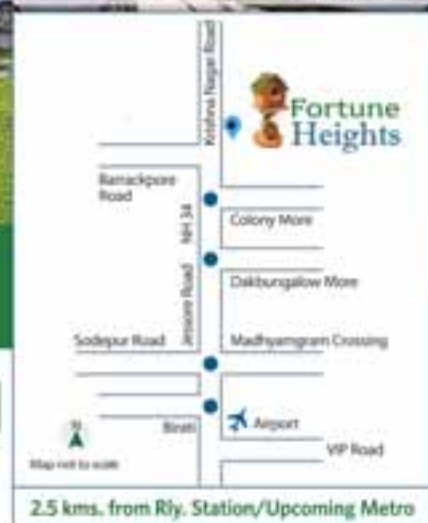 Krishna Nagar Road
Fortune
Heights
Barrackpore
Road
NH 34
Colony More
Jessore Road
Dakbungalow More
Sodepur Road
Madhyamgram Crossing
Birati
Airport
VIP Road
N
Map not to scale
2.5 kms. from Rly. Station/Upcoming Metro